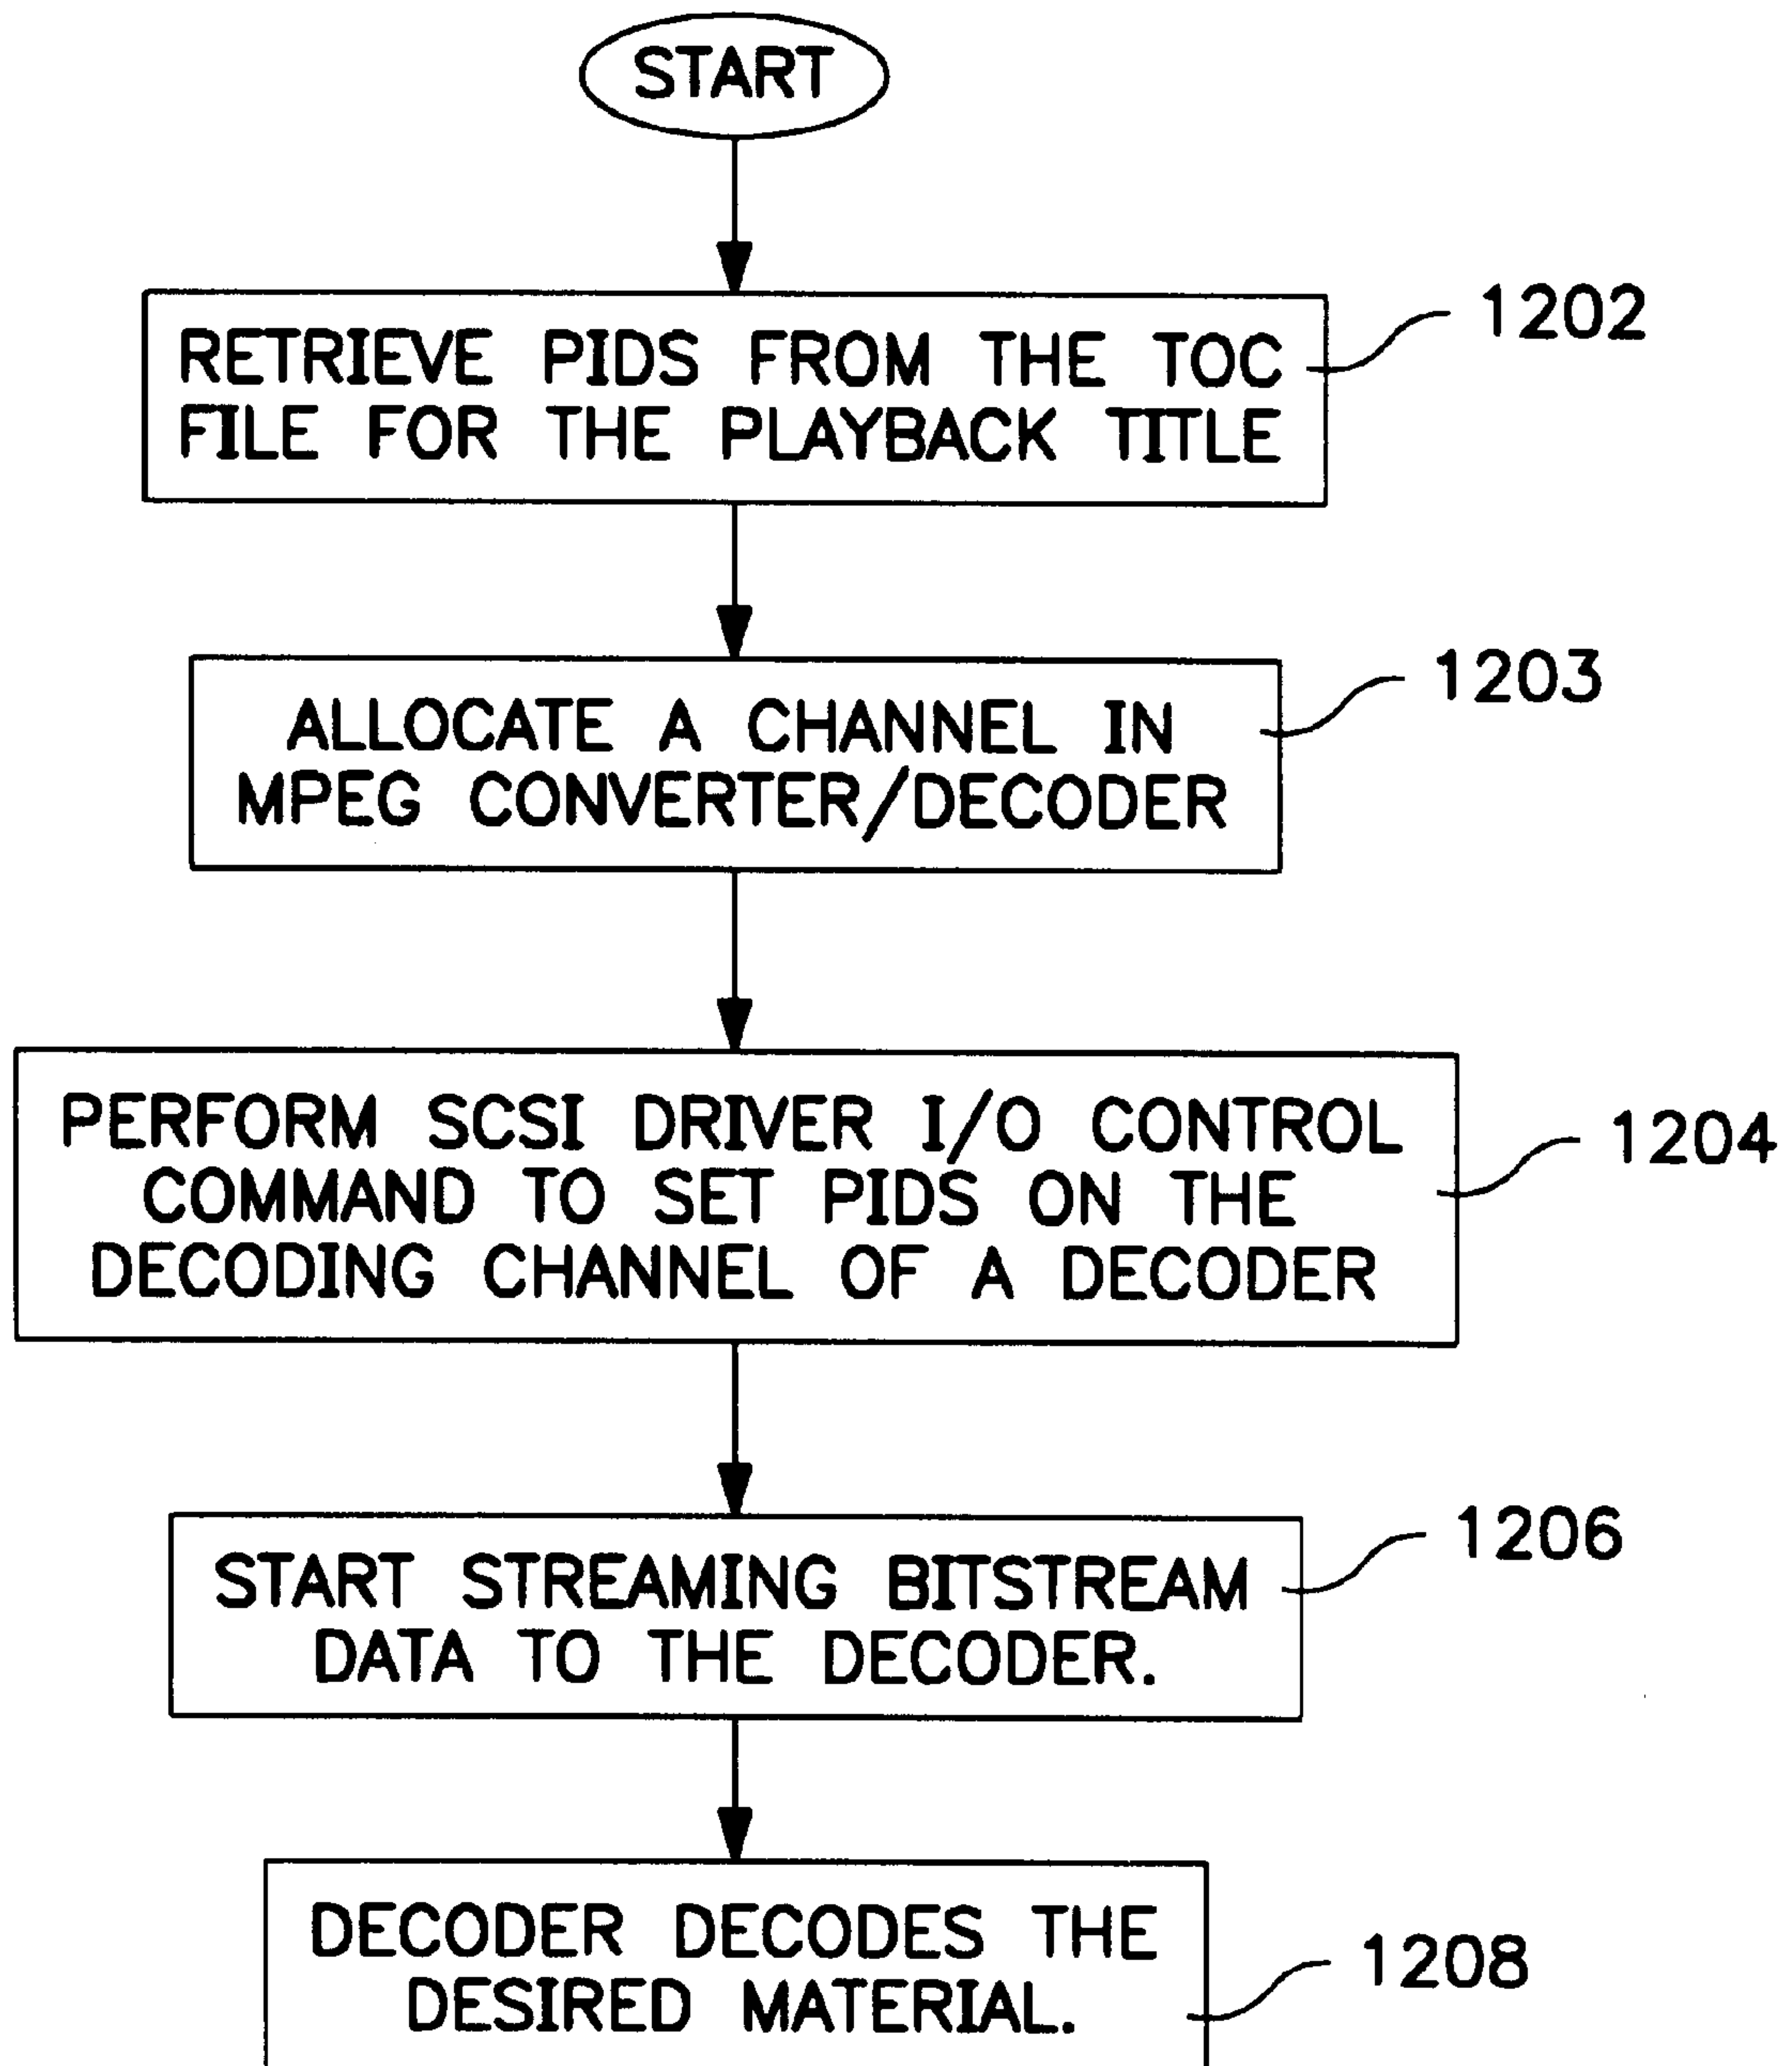 START
1202
RETRIEVE PIDS FROM THE TOC
FILE FOR THE PLAYBACK TITLE
1203
ALLOCATE A CHANNEL IN
MPEG CONVERTER/DECODER
1204
PERFORM SCSI DRIVER I/O CONTROL
COMMAND TO SET PIDS ON THE
DECODING CHANNEL OF A DECODER
1206
START STREAMING BITSTREAM
DATA TO THE DECODER.
1208
DECODER DECODES THE
DESIRED MATERIAL.